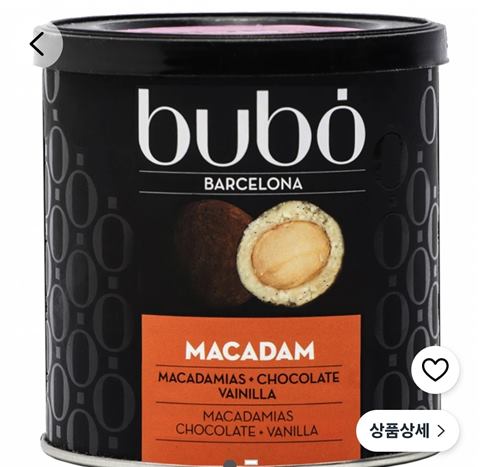 bubó
BARCELONA
MACADAM
MACADAMIAS + CHOCOLATE
VAINILLA
MACADAMIAS
CHOCOLATE + VANILLA
상품상세